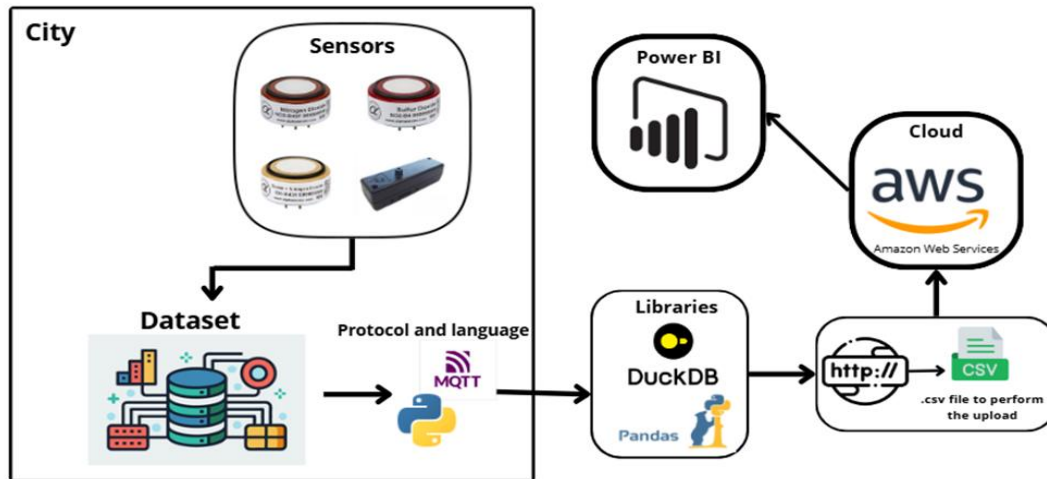 City
Sensors
Power BI
Cloud
aws
Amazon Web Services
Dataset
Protocol and language
MQTT
Libraries
DuckDB
Pandas
http://
CSV
.csv file to perform
the upload